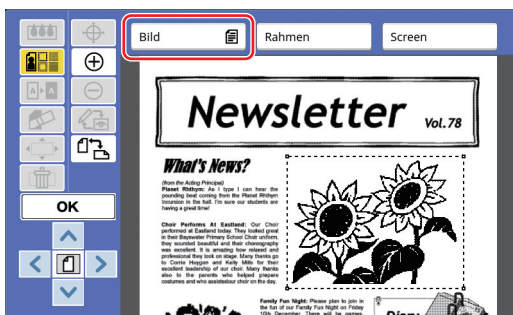 Bild
Rahmen
Screen
A
A
OK
Newsletter Vol.78
What's News?
(from the Acting Principa)
Planet Rhthym: As I type I can hear the
pounding beat coming from the Planet Rhthym
Incursion in the hall. I'm sure our students are
having a great time!
Choir Performs At Eastland: Our Choir
performed at Eastland today. They looked great
in their Bayswater Primary School Choir uniform,
they sounded beautiful and their choreography
was excellent. It is amazing how relaxed and
professional they look on stage. Many thanks go
to Corrie Huygen and Kelly Mills for their
excellent leadership of our choir. Many thanks
also to the parents who helped prepare
costumes and who assistedour choir on the day.
Family Fun Night: Please plan to join in
the fun of our Family Fun Night on Friday
10th December. There will be games,